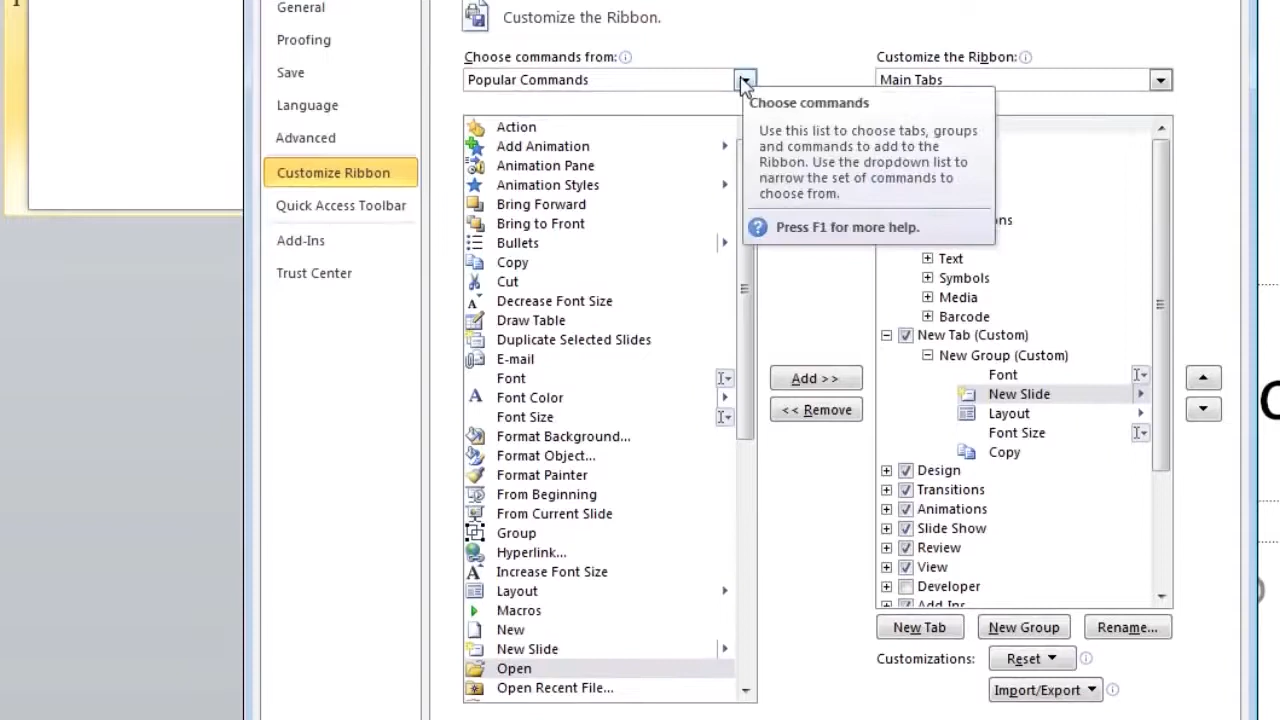 1
General
Proofing
Save
Language
Advanced
Customize Ribbon
Quick Access Toolbar
Add-Ins
Trust Center
Customize the Ribbon.
Choose commands from:
Popular Commands
Action
Add Animation
Animation Pane
Animation Styles
Bring Forward
Bring to Front
Bullets
Copy
Cut
Decrease Font Size
Draw Table
Duplicate Selected Slides
E-mail
Font
Font Color
Font Size
Format Background...
Format Object...
Format Painter
From Beginning
From Current Slide
Group
Hyperlink...
Increase Font Size
Layout
Macros
New
New Slide
Open
Open Recent File...
Choose commands
Use this list to choose tabs, groups
and commands to add to the
Ribbon. Use the dropdown list to
narrow the set of commands to
choose from.
Press F1 for more help.
Add >>
<< Remove
Customize the Ribbon:
Main Tabs
Text
Symbols
Media
Barcode
New Tab (Custom)
New Group (Custom)
Font
New Slide
Layout
Font Size
Copy
Design
Transitions
Animations
Slide Show
Review
View
Developer
Add Ins
New Tab
New Group
Rename...
Customizations:
Reset
Import/Export